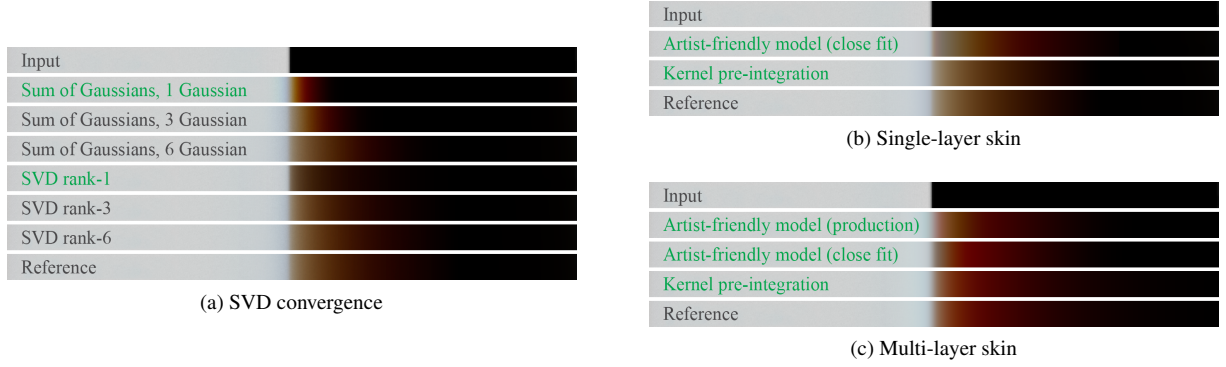 Input
Sum of Gaussians, 1 Gaussian
Sum of Gaussians, 3 Gaussian
Sum of Gaussians, 6 Gaussian
SVD rank-1
SVD rank-3
SVD rank-6
Reference
(a) SVD convergence
Input
Artist-friendly model (close fit)
Kernel pre-integration
Reference
(b) Single-layer skin
Input
Artist-friendly model (production)
Artist-friendly model (close fit)
Kernel pre-integration
Reference
(c) Multi-layer skin